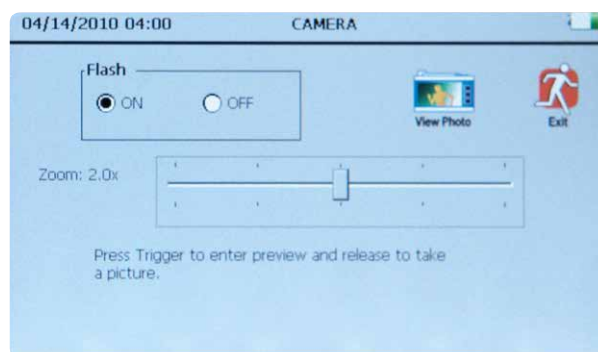 04/14/2010 04:00 CAMERA
Flash
ON OFF
View Photo Exit
Zoom: 2.0x
Press Trigger to enter preview and release to take
a picture.